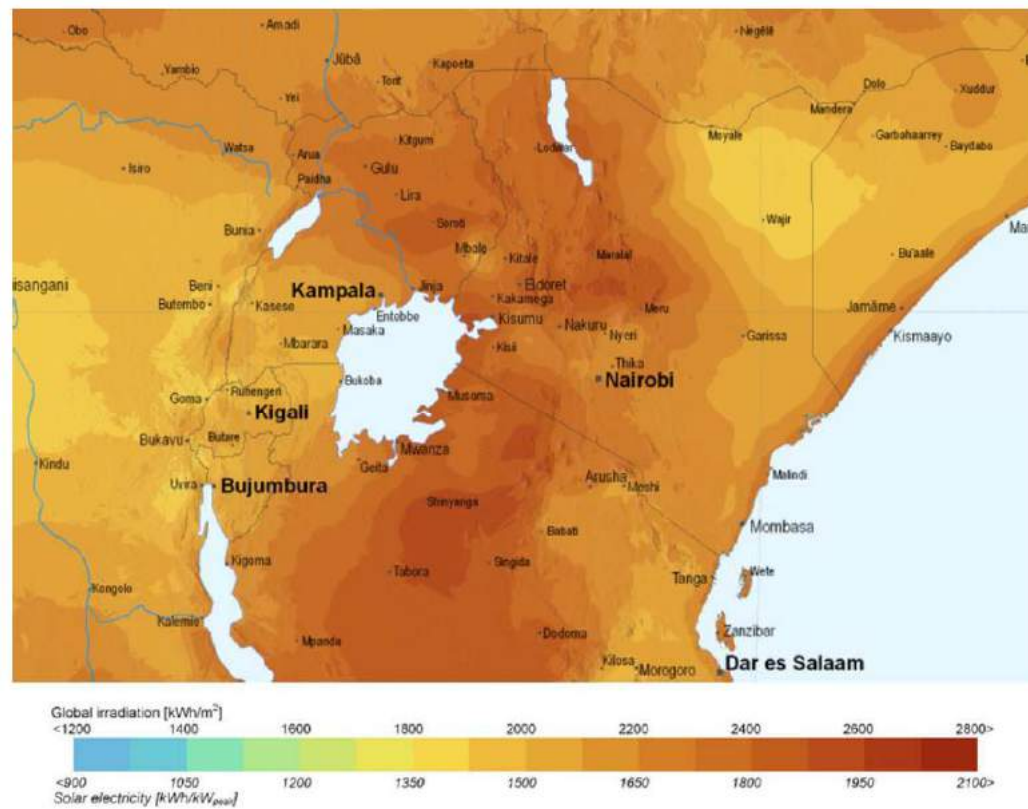 Obo
Amadi
Negēlē
Jūbā
Kapoeta
Yambio
Torit
Dolo
Xuddur
Yei
Mandera
Moyale
Garbahaarrey
Baydabo
Kitgum
Watsa
Lodwar
Arua
Isiro
Gulu
Paidha
Lira
Soroti
Wajir
Bunia
Mbale
Kitale
Maralal
Bu'aale
isangani
Beni
Kampala
Jinja
Eldoret
Butembo
Kasese
Kakamega
Meru
Jamāme
Entebbe
Kisumu
Masaka
Nakuru
Nyeri
Garissa
Kismaayo
Mbarara
Kisii
Thika
Bukoba
Nairobi
Ruhengeri
Goma
Musoma
Kigali
Bukavu
Butare
Mwanza
Kindu
Geita
Arusha
Moshi
Malindi
Uvira
Bujumbura
Shinyanga
Mombasa
Babati
Kigoma
Tabora
Singida
Tanga
Wete
Kongolo
Kalemie
Mpanda
Dodoma
Zanzibar
Kilosa
Morogoro
Dar es Salaam
Global irradiation [kWh/m²]
<1200 1400 1600 1800 2000 2200 2400 2600 2800>
<900 1050 1200 1350 1500 1650 1800 1950 2100>
Solar electricity [kWh/kWpeak]